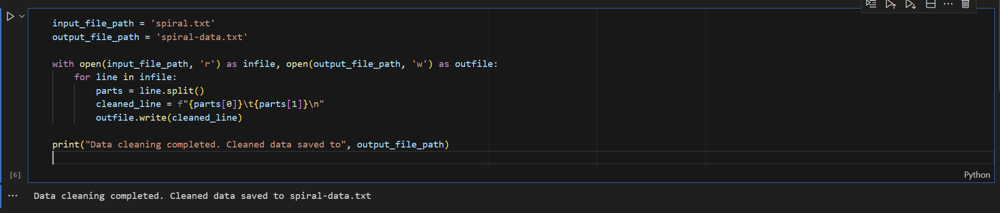 input_file_path = 'spiral.txt'
output_file_path = 'spiral-data.txt'
with open(input_file_path, 'r') as infile, open(output_file_path, 'w') as outfile:
    for line in infile:
        parts = line.split()
        cleaned_line = f"{parts[0]}\t{parts[1]}\n"
        outfile.write(cleaned_line)
print("Data cleaning completed. Cleaned data saved to", output_file_path)
[6]
Python
Data cleaning completed. Cleaned data saved to spiral-data.txt